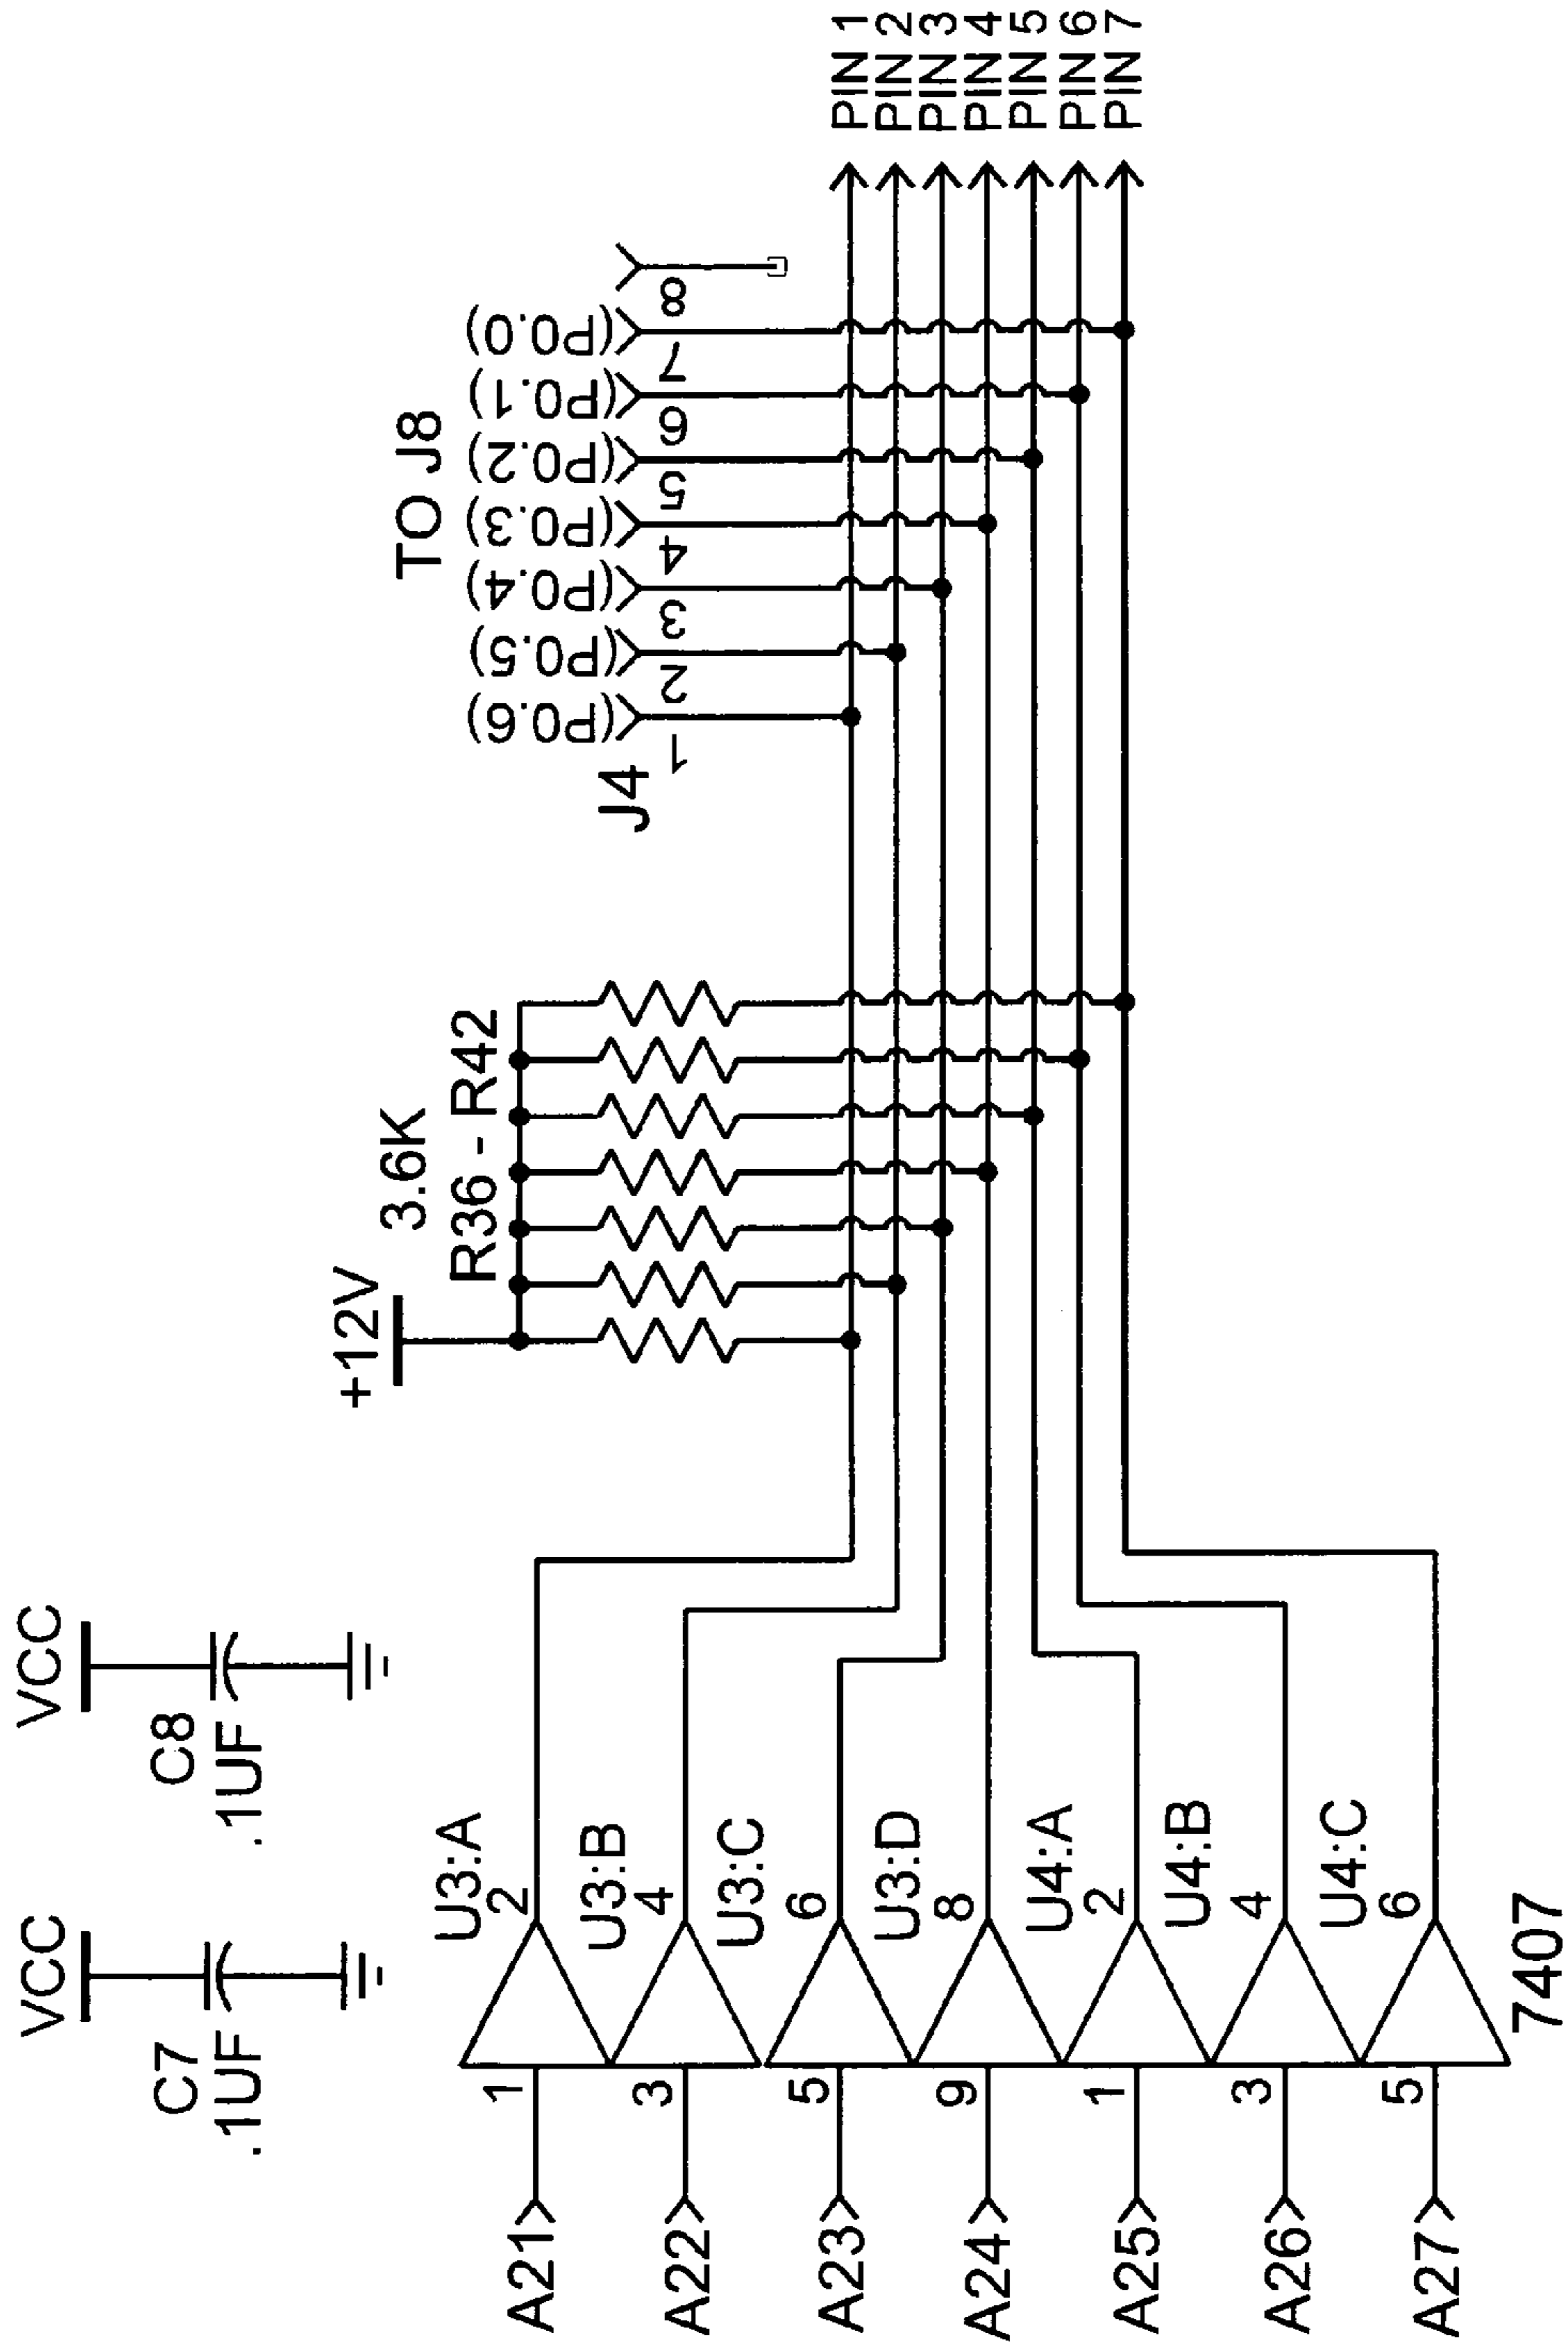 VCC
C7
.1UF
VCC
C8
.1UF
+12V
3.6K
R36 - R42
TO J8
J4
(P0.6)
(P0.5)
(P0.4)
(P0.3)
(P0.2)
(P0.1)
(P0.0)
1
2
3
4
5
6
7
8
A21
1
U3:A
2
A22
3
U3:B
4
A23
5
U3:C
6
A24
9
U3:D
8
A25
1
U4:A
2
A26
3
U4:B
4
A27
5
U4:C
6
7407
PIN 1
PIN 2
PIN 3
PIN 4
PIN 5
PIN 6
PIN 7